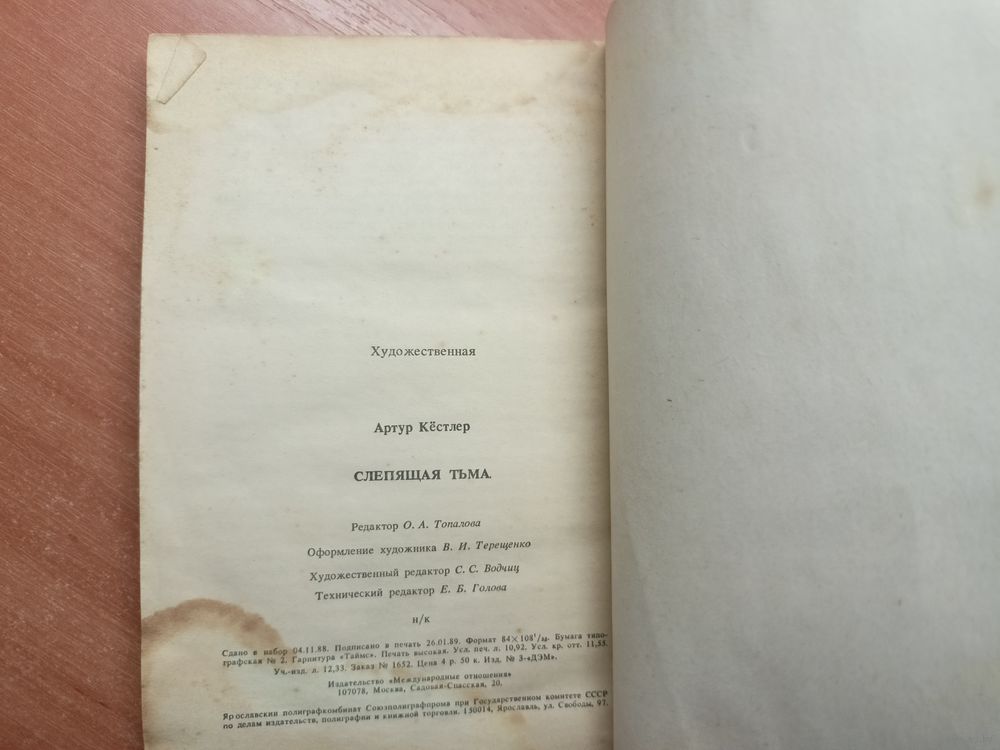 Художественная
Артур Кёстлер
СЛЕПЯЩАЯ ТЬМА.
Редактор О. А. Топалова
Оформление художника В. И. Терещенко
Художественный редактор С. С. Водчиц
Технический редактор Е. Б. Голова
н/к
Сдано в набор 04.11.88. Подписано в печать 26.01.89. Формат 84×108¹/₃₂. Бумага типо-
графская № 2. Гарнитура «Таймс». Печать высокая. Усл. печ. л. 10,92. Усл. кр. отт. 11,55.
Уч.-изд. л. 12,33. Заказ № 1652. Цена 4 р. 50 к. Изд. № 3-«ДЭМ».
Издательство «Международные отношения»
107078, Москва, Садовая-Спасская, 20.
Ярославский полиграфкомбинат Союзполиграфпрома при Государственном комитете СССР
по делам издательств, полиграфии и книжной торговли. 150014, Ярославль, ул. Свободы, 97.